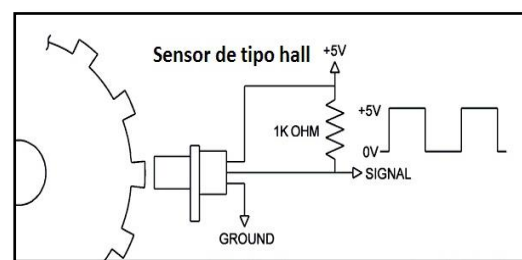 Sensor de tipo hall
+5V
1K OHM
+5V
0V
SIGNAL
GROUND